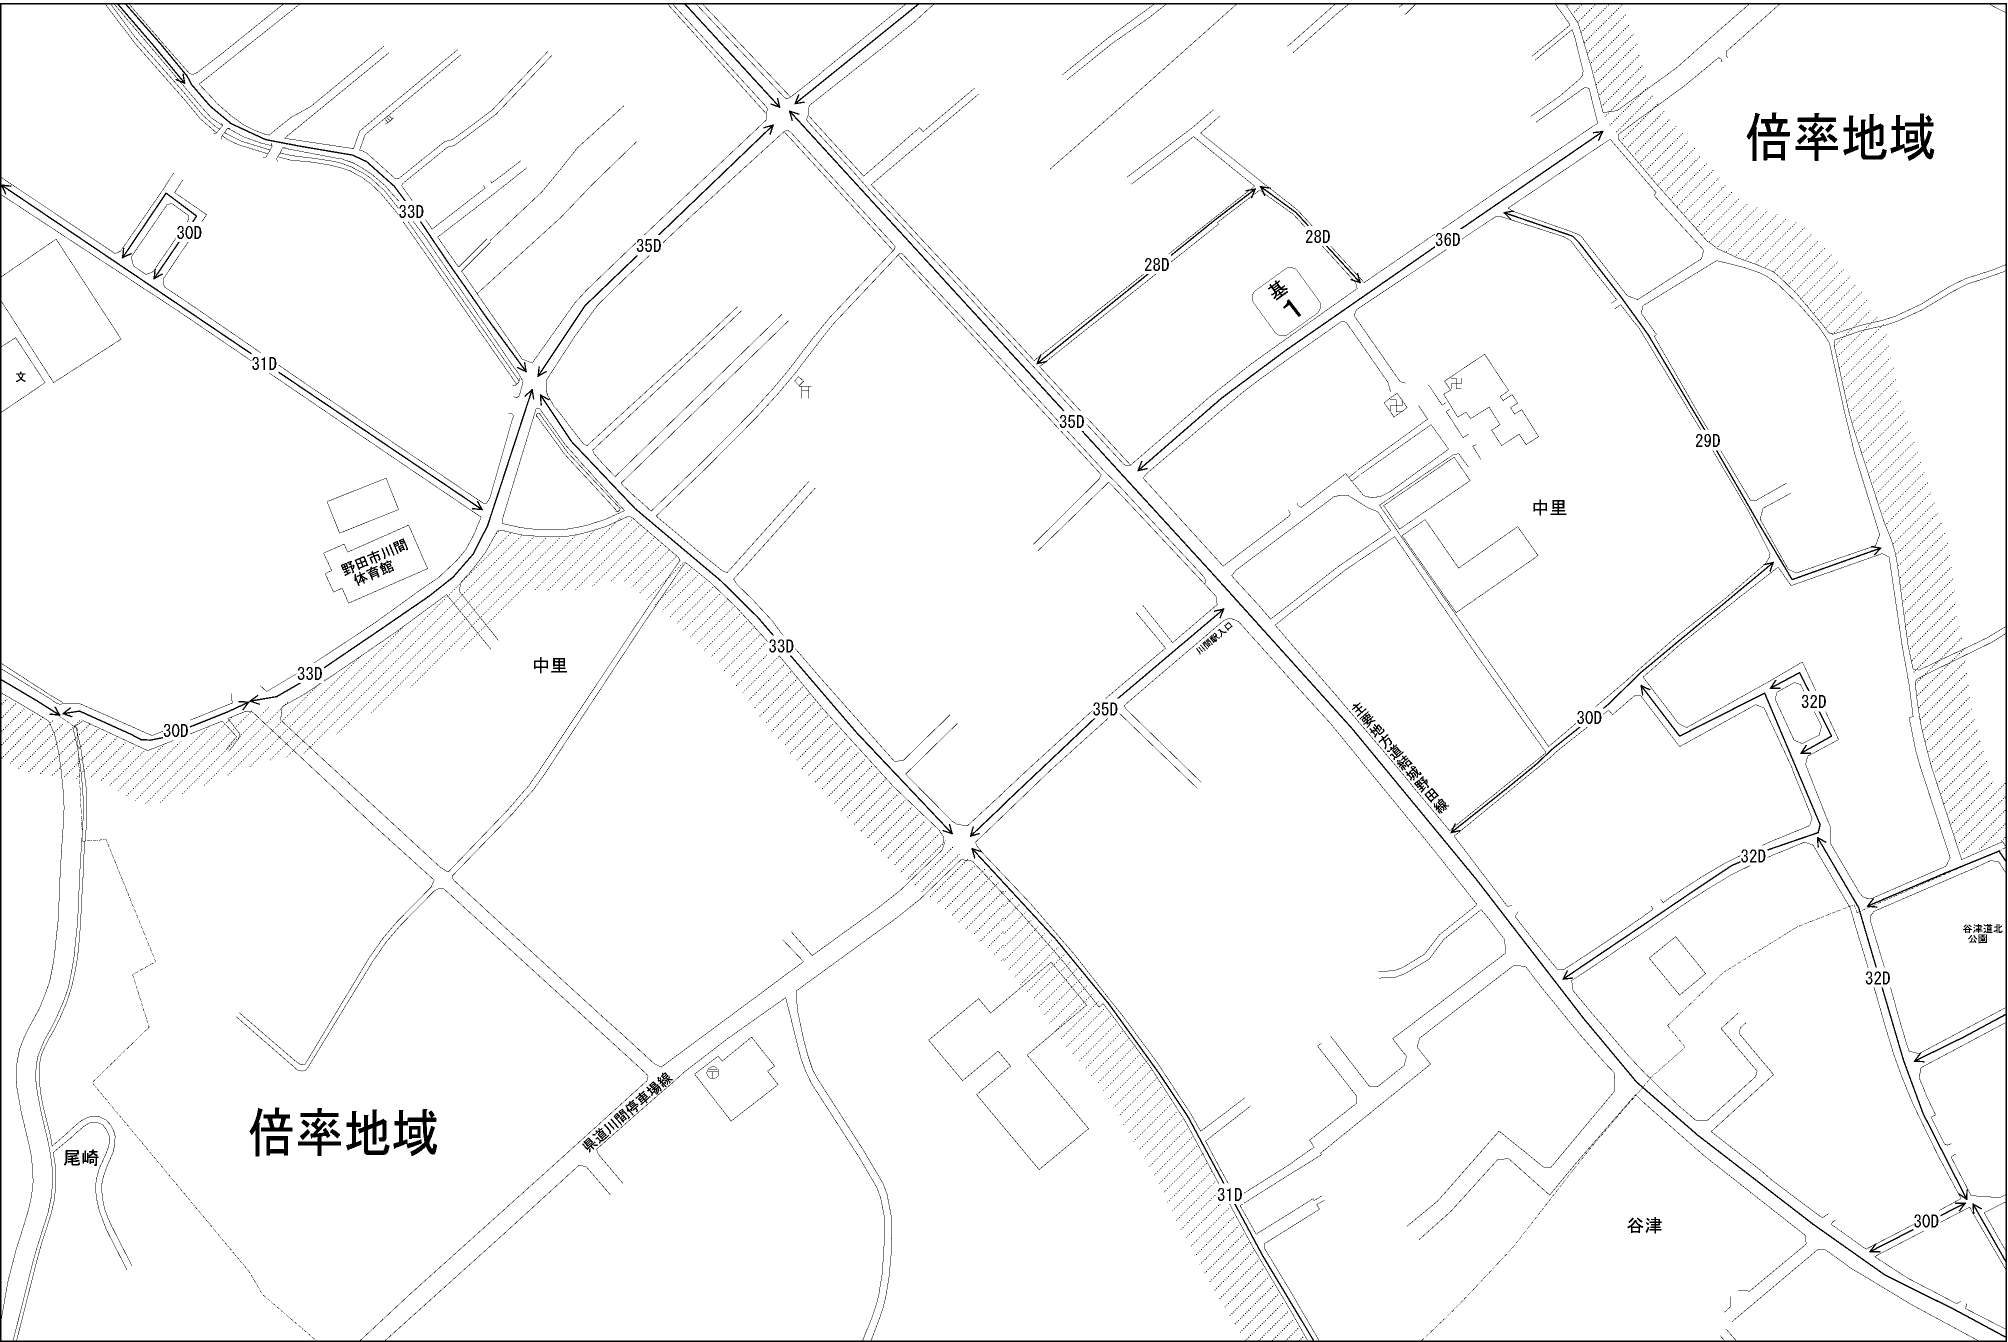 倍率地域
33D
30D
35D
28D
36D
28D
基
1
31D
文
35D
29D
中里
野田市川間
体育館
33D
川間駅入口
中里
33D
35D
30D
32D
主要地方道結城野田線
30D
32D
谷津道北
公園
32D
県道川間停車場線
倍率地域
尾崎
31D
30D
谷津